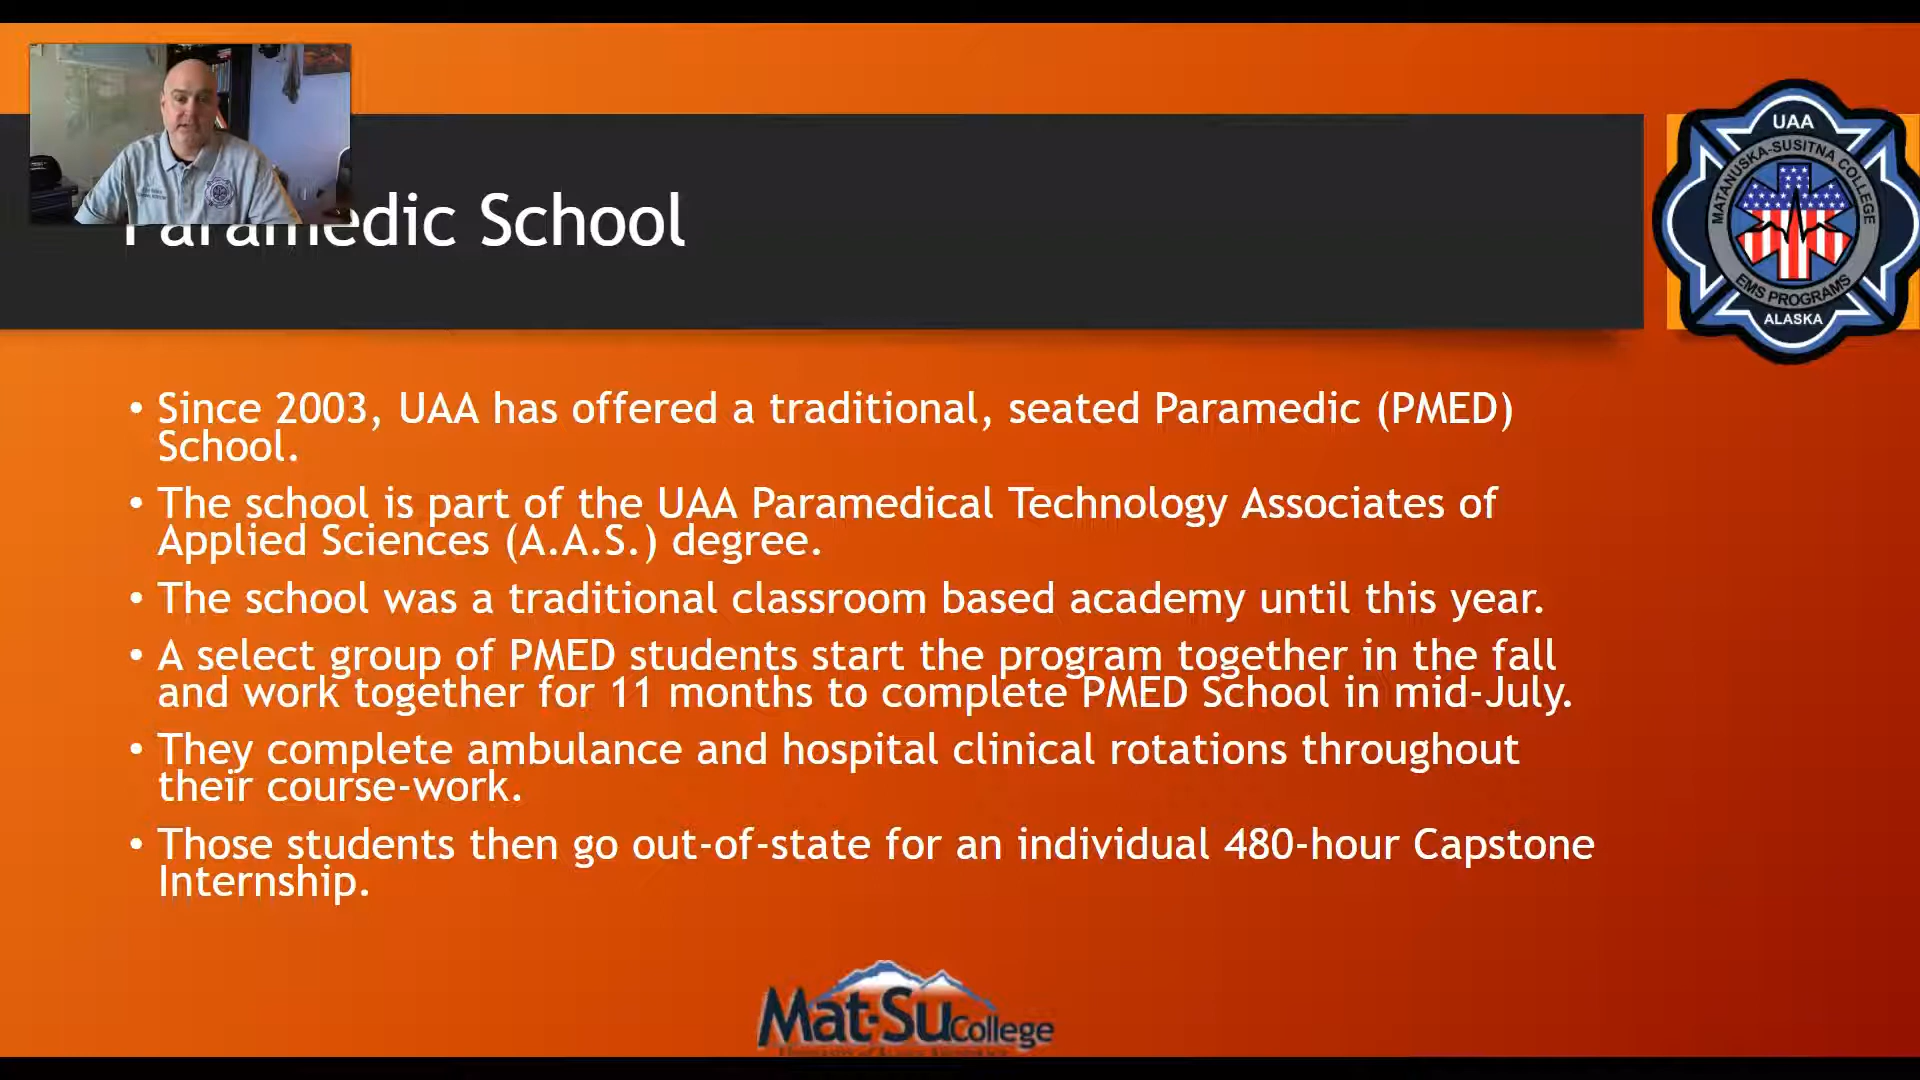 Paramedic School
UAA
MATANUSKA-SUSITNA COLLEGE
EMS PROGRAMS
ALASKA
• Since 2003, UAA has offered a traditional, seated Paramedic (PMED)
School.
• The school is part of the UAA Paramedical Technology Associates of
Applied Sciences (A.A.S.) degree.
• The school was a traditional classroom based academy until this year.
• A select group of PMED students start the program together in the fall
and work together for 11 months to complete PMED School in mid-July.
• They complete ambulance and hospital clinical rotations throughout
their course-work.
• Those students then go out-of-state for an individual 480-hour Capstone
Internship.
Mat-Su College